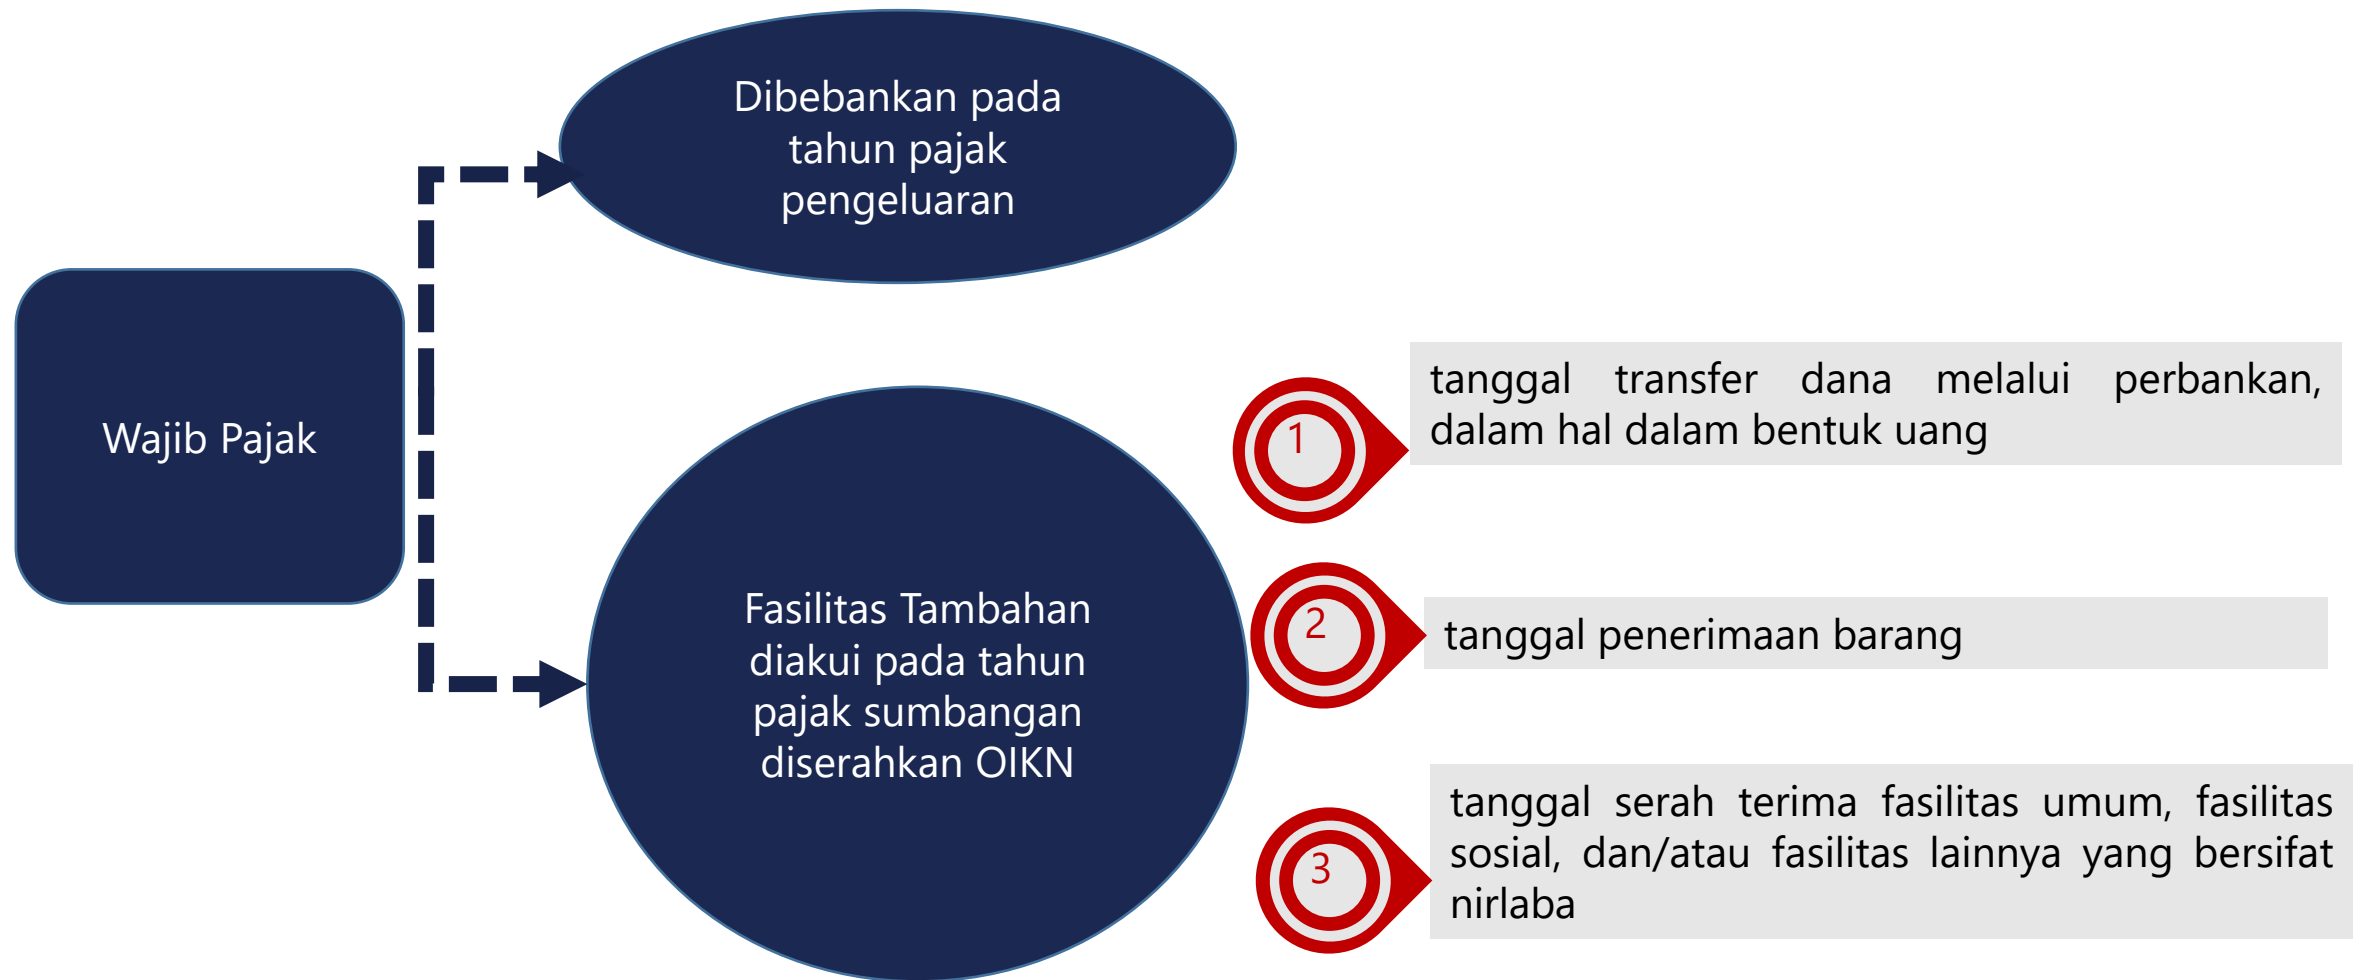 Dibebankan pada
tahun pajak
pengeluaran
Wajib Pajak
Fasilitas Tambahan
diakui pada tahun
pajak sumbangan
diserahkan OIKN
1
tanggal transfer dana melalui perbankan,
dalam hal dalam bentuk uang
2
tanggal penerimaan barang
3
tanggal serah terima fasilitas umum, fasilitas
sosial, dan/atau fasilitas lainnya yang bersifat
nirlaba